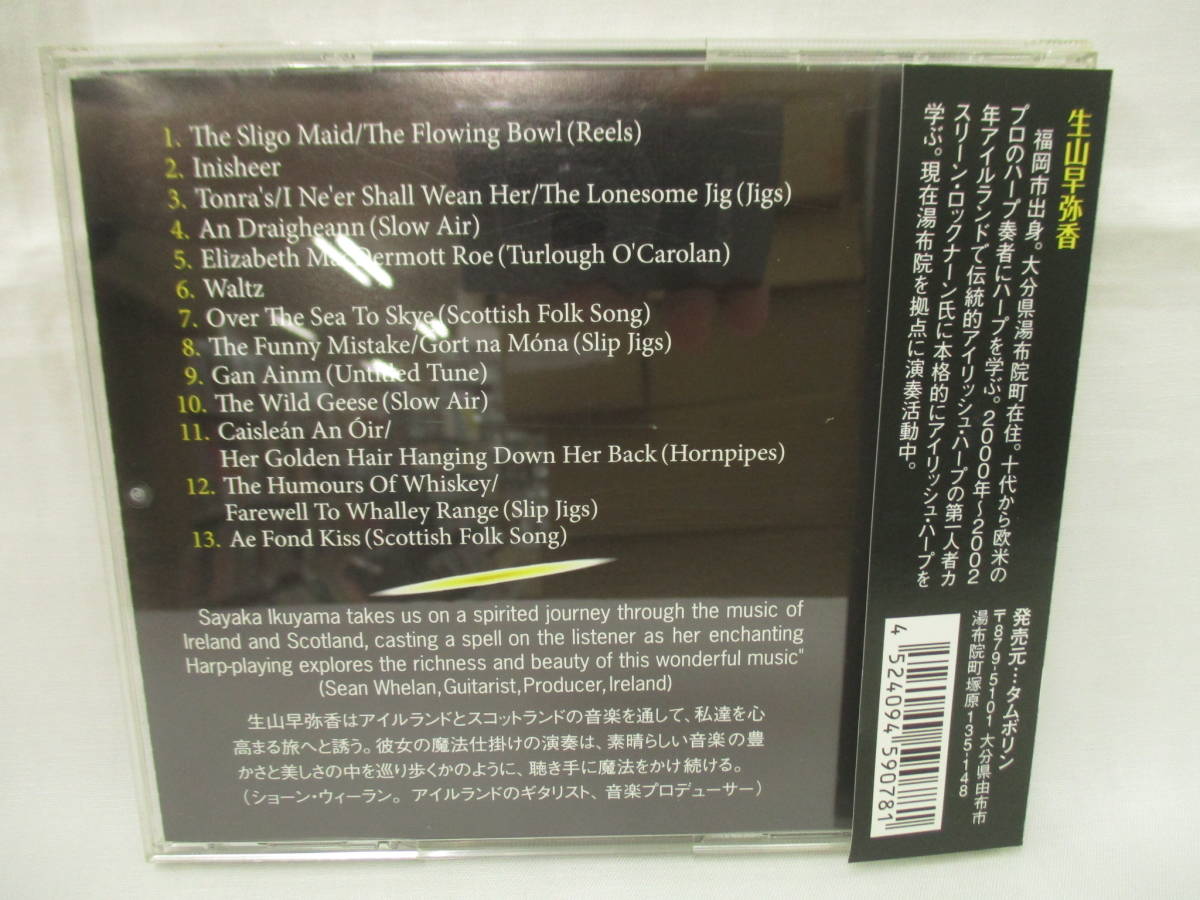 1. The Sligo Maid/The Flowing Bowl (Reels)
2. Inisheer
3. Tonra's/I Ne'er Shall Wean Her/The Lonesome Jig (Jigs)
4. An Draigheann (Slow Air)
5. Elizabeth MacDermott Roe (Turlough O'Carolan)
6. Waltz
7. Over The Sea To Skye (Scottish Folk Song)
8. The Funny Mistake/Gort na Móna (Slip Jigs)
9. Gan Ainm (Untitled Tune)
10. The Wild Geese (Slow Air)
11. Caisleán An Óir/
Her Golden Hair Hanging Down Her Back (Hornpipes)
12. The Humours Of Whiskey/
Farewell To Whalley Range (Slip Jigs)
13. Ae Fond Kiss (Scottish Folk Song)
Sayaka Ikuyama takes us on a spirited journey through the music of
Ireland and Scotland, casting a spell on the listener as her enchanting
Harp-playing explores the richness and beauty of this wonderful music"
(Sean Whelan, Guitarist, Producer, Ireland)
生山早弥香はアイルランドとスコットランドの音楽を通して、私達を心
高まる旅へと誘う。彼女の魔法仕掛けの演奏は、素晴らしい音楽の豊
かさと美しさの中を巡り歩くかのように、聴き手に魔法をかけ続ける。
(ショーン・ウィーラン。 アイルランドのギタリスト、音楽プロデューサー)
生山早弥香
福岡市出身。大分県湯布院町在住。十代から欧米の
プロのハープ奏者にハープを学ぶ。2000年〜2002
年アイルランドで伝統的アイリッシュ・ハープの第一人者カ
スリーン・ロックナーン氏に本格的にアイリッシュ・ハープを
学ぶ。現在湯布院を拠点に演奏活動中。
発売元…タムボリン
〒879-5101 大分県由布市
湯布院町塚原 135-148
4 524094 590781